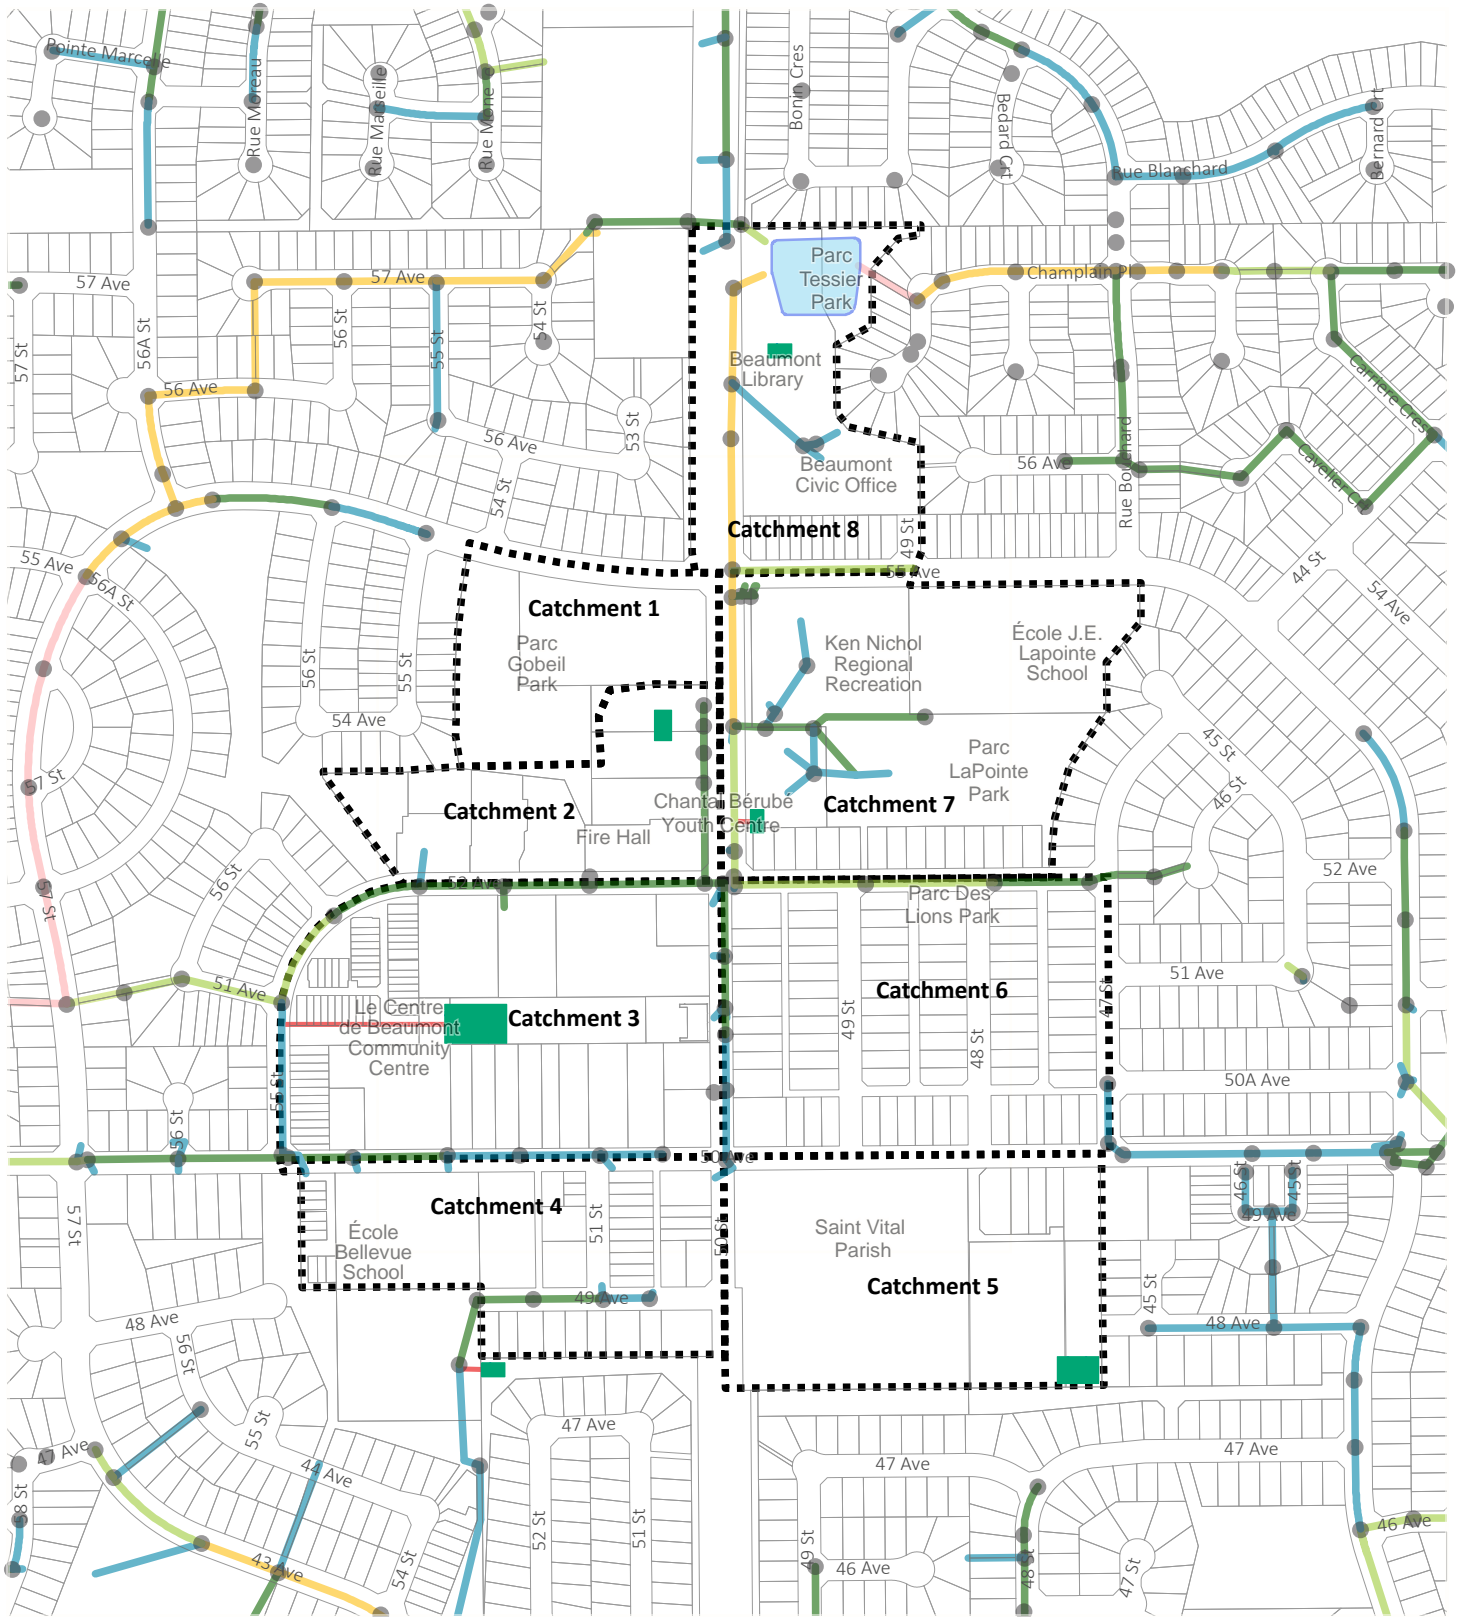 Pointe Marcelle
Rue Moreau
Rue Marseille
Rue Monet
Bonin Cres
Bedard Crt
Rue Blanchard
Bernard Crt
57 Ave
57 Ave
56A St
57 St
56 St
55 St
54 St
56 Ave
56 Ave
53 St
54 St
Parc
Tessier
Park
Champlain Pl
Carriere Cres
Beaumont
Library
Beaumont
Civic Office
56 Ave
Rue Bouchard
Cavelier Crt
Catchment 8
49 St
55 Ave
55 Ave
56A St
44 St
54 Ave
Catchment 1
Parc
Gobeil
Park
Ken Nichol
Regional
Recreation
École J.E.
Lapointe
School
56 St
55 St
54 Ave
57 St
45 St
46 St
Parc
LaPointe
Park
Catchment 2
Fire Hall
Chantal Bérubé
Youth Centre
Catchment 7
52 Ave
52 Ave
56 St
57 St
Parc Des
Lions Park
51 Ave
51 Ave
Le Centre
de Beaumont
Community
Centre
Catchment 3
Catchment 6
49 St
48 St
47 St
50A Ave
55 St
56 St
50 Ave
57 St
Catchment 4
École
Bellevue
School
51 St
50 St
Saint Vital
Parish
Catchment 5
46 St
45 St
49 Ave
49 Ave
45 St
48 Ave
48 Ave
56 St
47 Ave
55 St
44 Ave
47 Ave
47 Ave
47 Ave
58 St
43 Ave
54 St
52 St
51 St
49 St
46 Ave
48 St
47 St
46 Ave